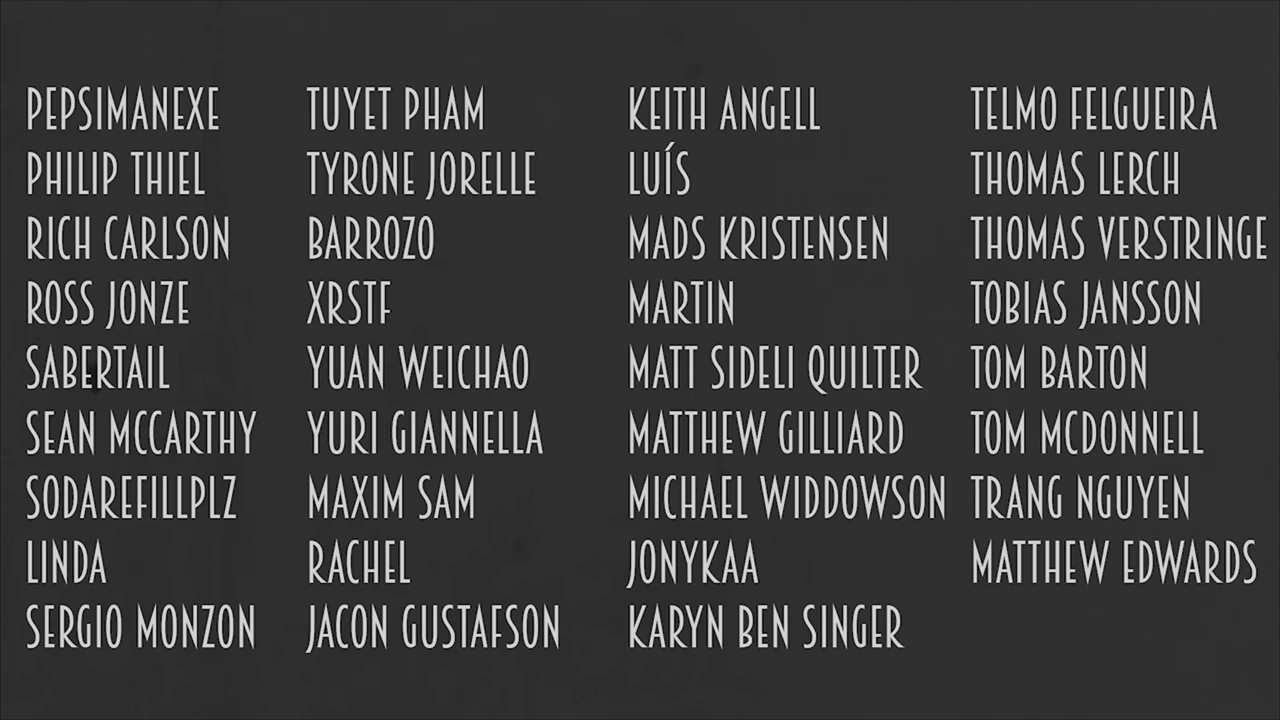 PEPSIMANEXE
PHILIP THIEL
RICH CARLSON
ROSS JONZE
SABERTAIL
SEAN MCCARTHY
SODAREFILLPLZ
LINDA
SERGIO MONZON
TUYET PHAM
TYRONE JORELLE
BARROZO
XRSTF
YUAN WEICHAO
YURI GIANNELLA
MAXIM SAM
RACHEL
JACON GUSTAFSON
KEITH ANGELL
LUÍS
MADS KRISTENSEN
MARTIN
MATT SIDELI QUILTER
MATTHEW GILLIARD
MICHAEL WIDDOWSON
JONYKAA
KARYN BEN SINGER
TELMO FELGUEIRA
THOMAS LERCH
THOMAS VERSTRINGE
TOBIAS JANSSON
TOM BARTON
TOM MCDONNELL
TRANG NGUYEN
MATTHEW EDWARDS